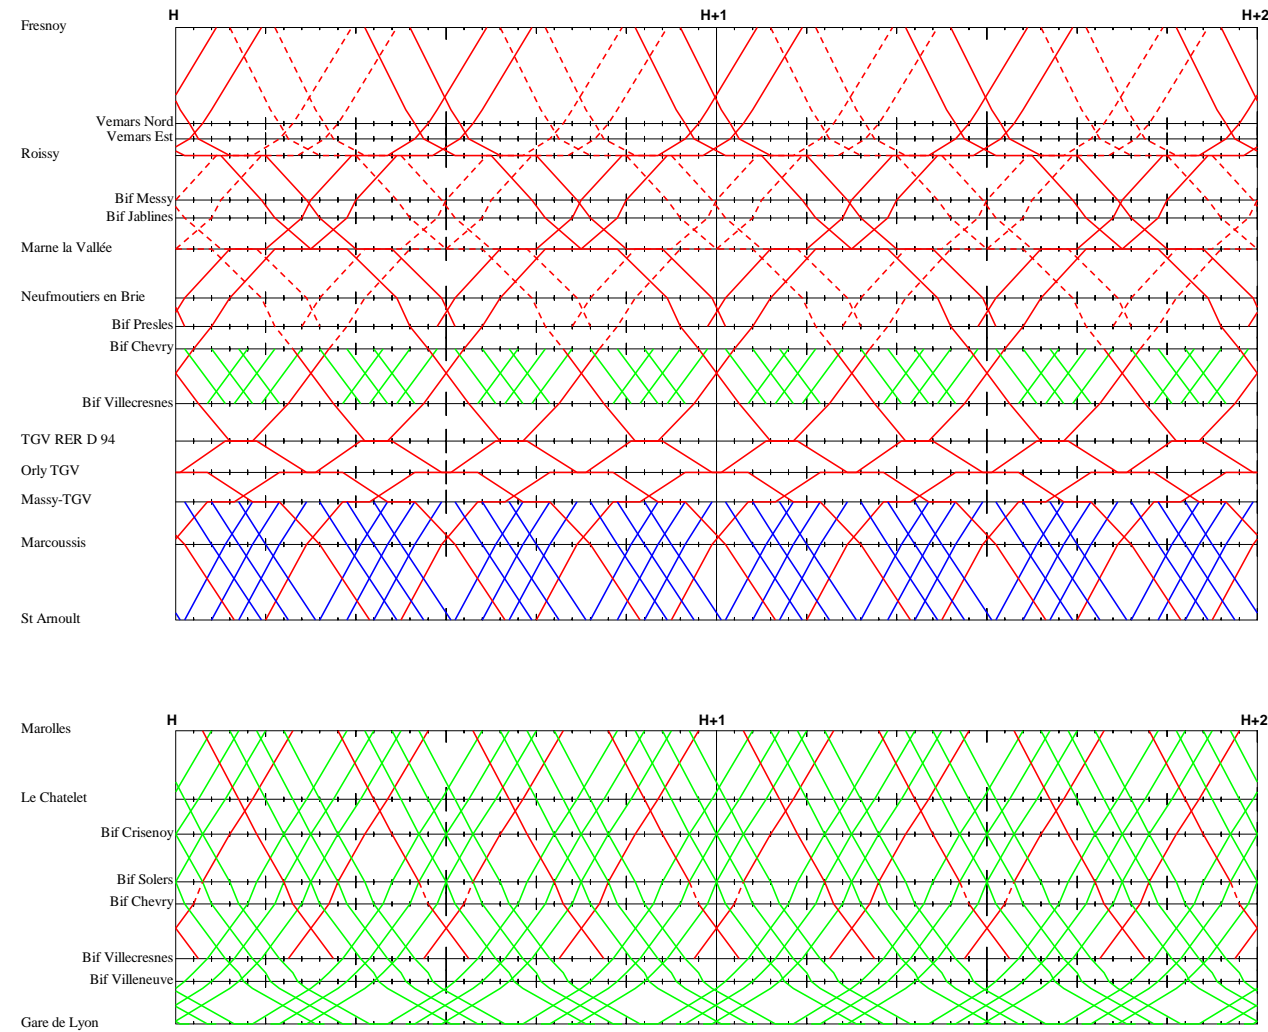 H H+1 H+2
Fresnoy
Vemars Nord
Vemars Est
Roissy
Bif Messy
Bif Jablines
Marne la Vallée
Neufmoutiers en Brie
Bif Presles
Bif Chevry
Bif Villecresnes
TGV RER D 94
Orly TGV
Massy-TGV
Marcoussis
St Arnoult
H H+1 H+2
Marolles
Le Chatelet
Bif Crisenoy
Bif Solers
Bif Chevry
Bif Villecresnes
Bif Villeneuve
Gare de Lyon